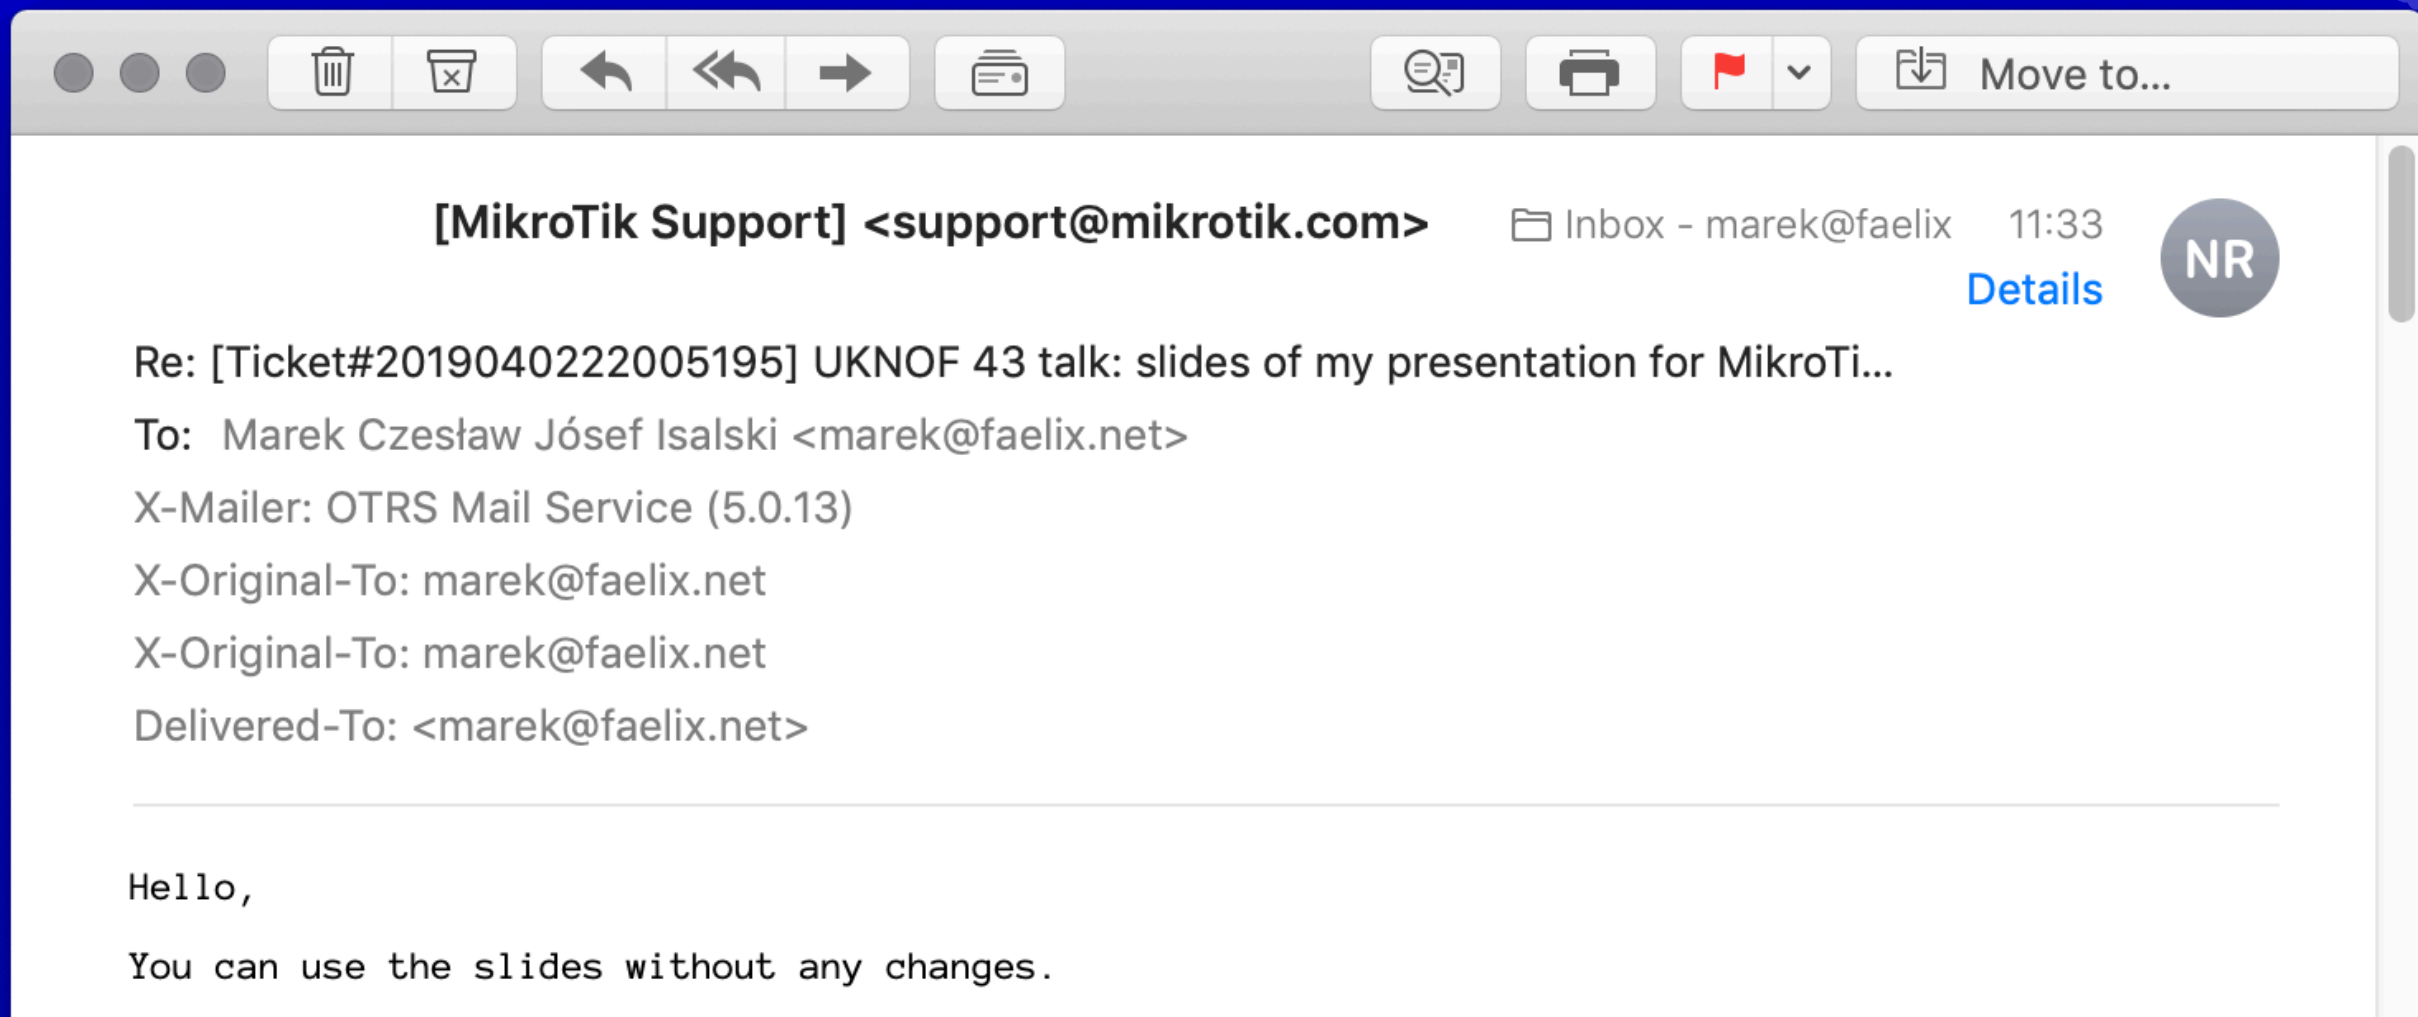 Move to...
[MikroTik Support] <support@mikrotik.com> Inbox - marek@faelix 11:33
NR
Details
Re: [Ticket#2019040222005195] UKNOF 43 talk: slides of my presentation for MikroTi...
To: Marek Czesław Jósef Isalski <marek@faelix.net>
X-Mailer: OTRS Mail Service (5.0.13)
X-Original-To: marek@faelix.net
X-Original-To: marek@faelix.net
Delivered-To: <marek@faelix.net>
Hello,
You can use the slides without any changes.